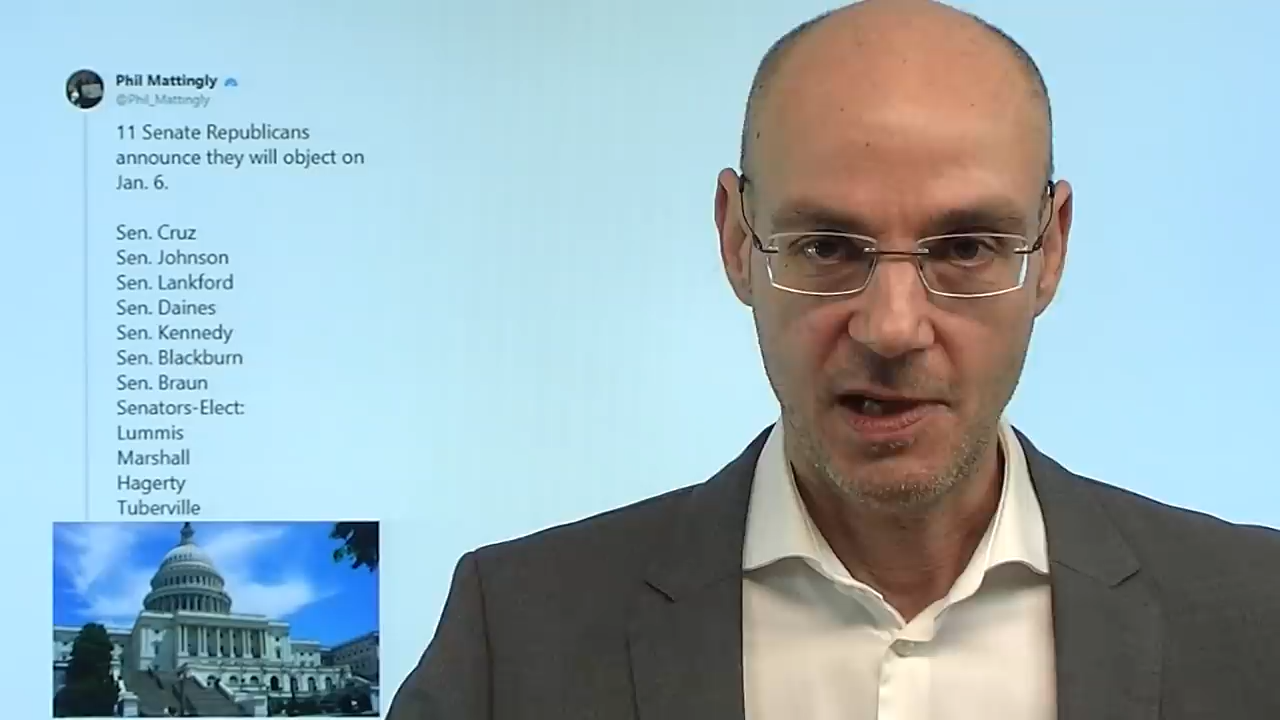 Phil Mattingly
@Phil_Mattingly
11 Senate Republicans
announce they will object on
Jan. 6.
Sen. Cruz
Sen. Johnson
Sen. Lankford
Sen. Daines
Sen. Kennedy
Sen. Blackburn
Sen. Braun
Senators-Elect:
Lummis
Marshall
Hagerty
Tuberville